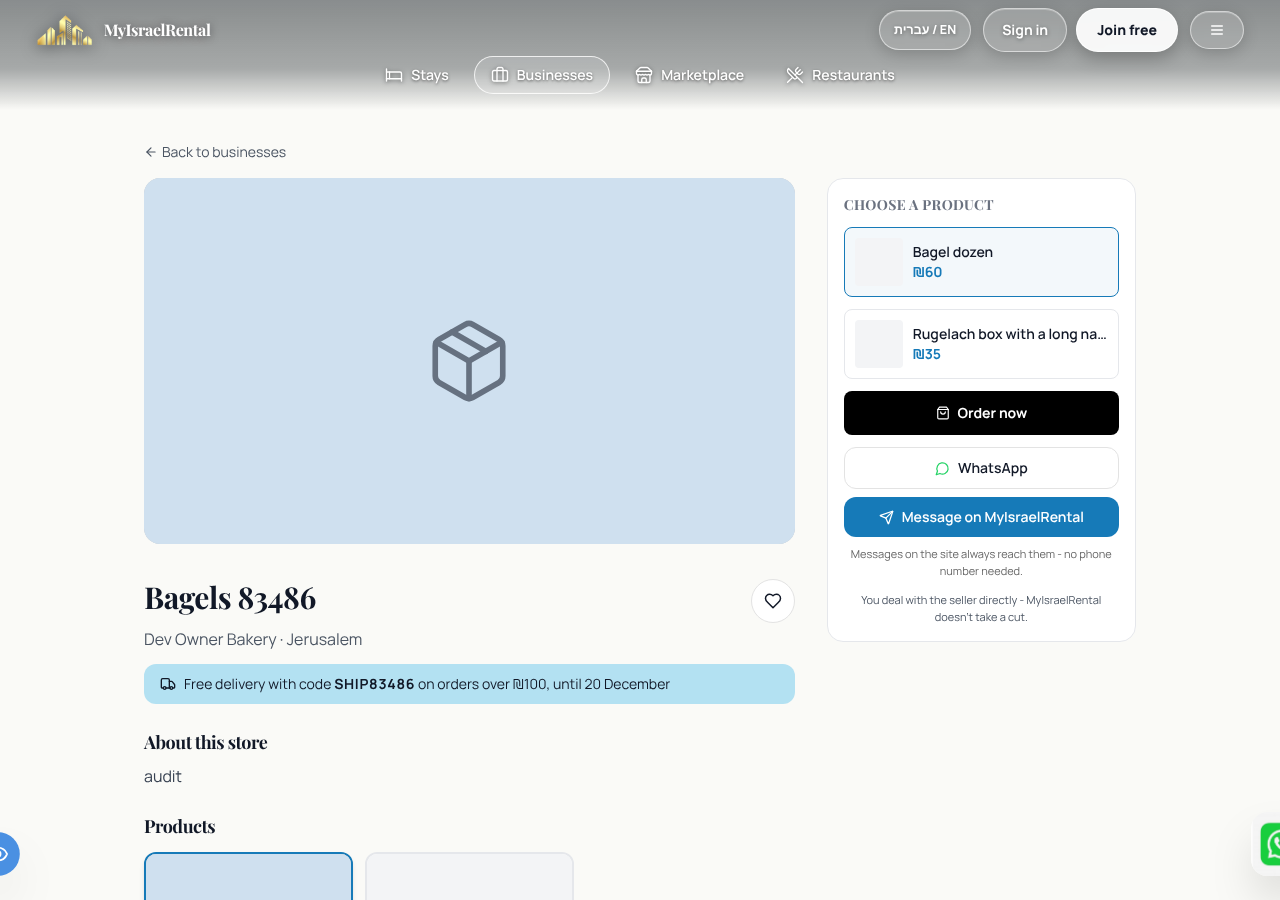 MyIsraelRental
עברית / EN
Sign in
Join free
Stays
Businesses
Marketplace
Restaurants
Back to businesses
CHOOSE A PRODUCT
Bagel dozen
₪60
Rugelach box with a long na...
₪35
Order now
WhatsApp
Message on MyIsraelRental
Messages on the site always reach them - no phone
number needed.
You deal with the seller directly - MyIsraelRental
doesn't take a cut.
Bagels 83486
Dev Owner Bakery · Jerusalem
Free delivery with code SHIP83486 on orders over ₪100, until 20 December
About this store
audit
Products